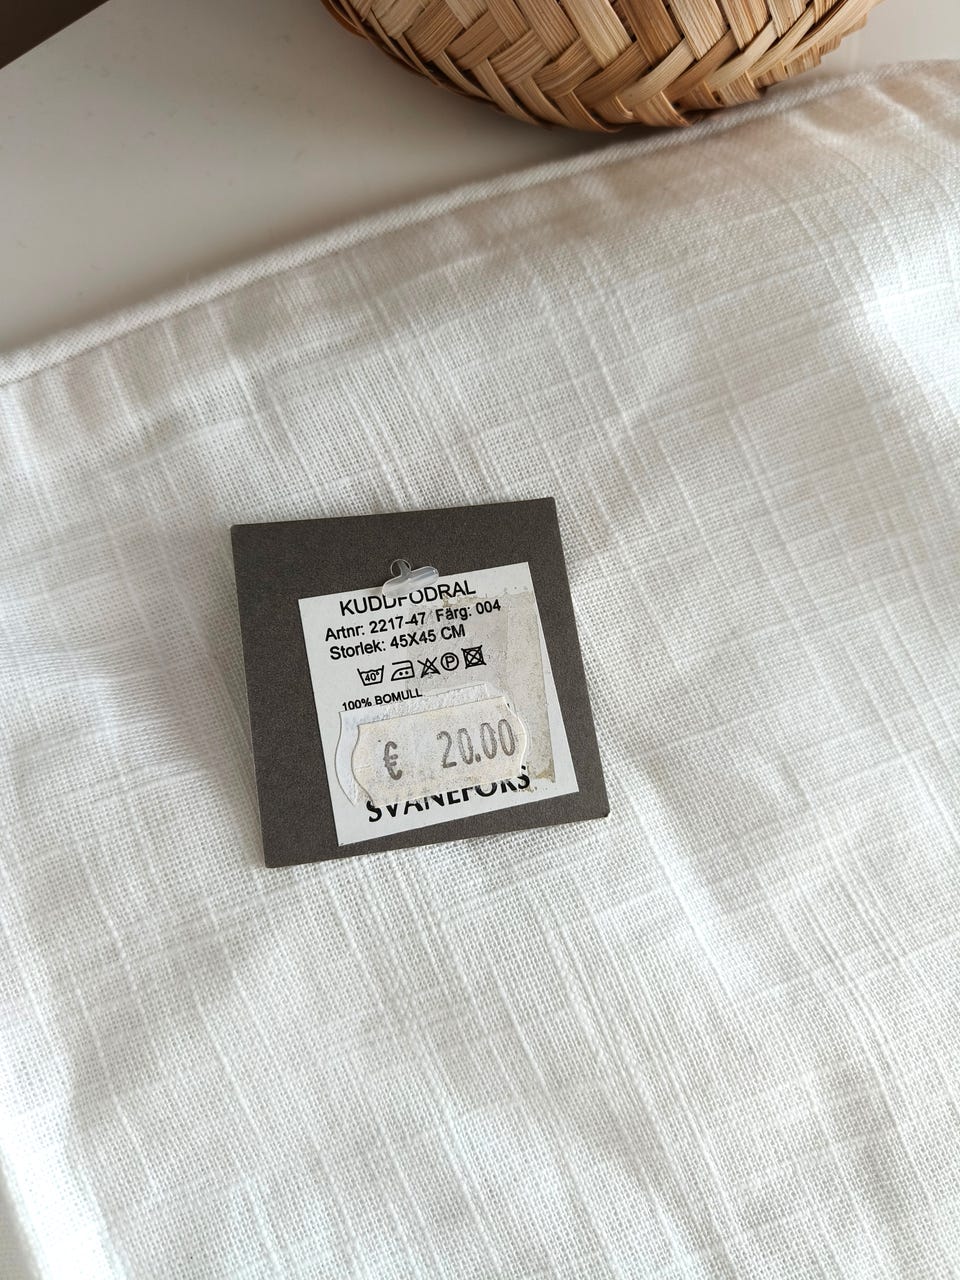 KUDDFODRAL
Artnr: 2217-47 Färg: 004
Storlek: 45X45 CM
40° P
100% BOMULL
€ 20.00
SVANEFORS